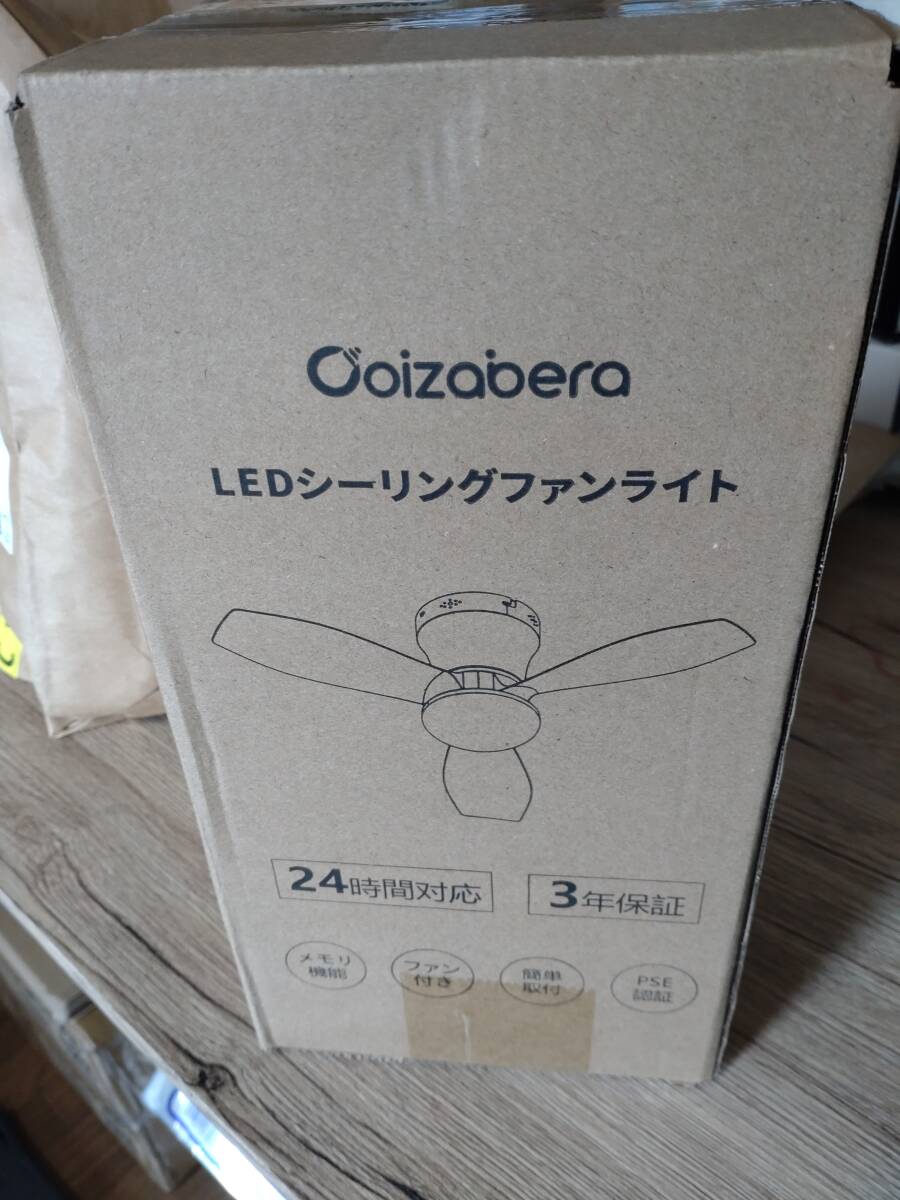 Ooizabera
LEDシーリングファンライト
24時間対応
3年保証
メモリ
機能
ファン
付き
簡単
取付
PSE
認証